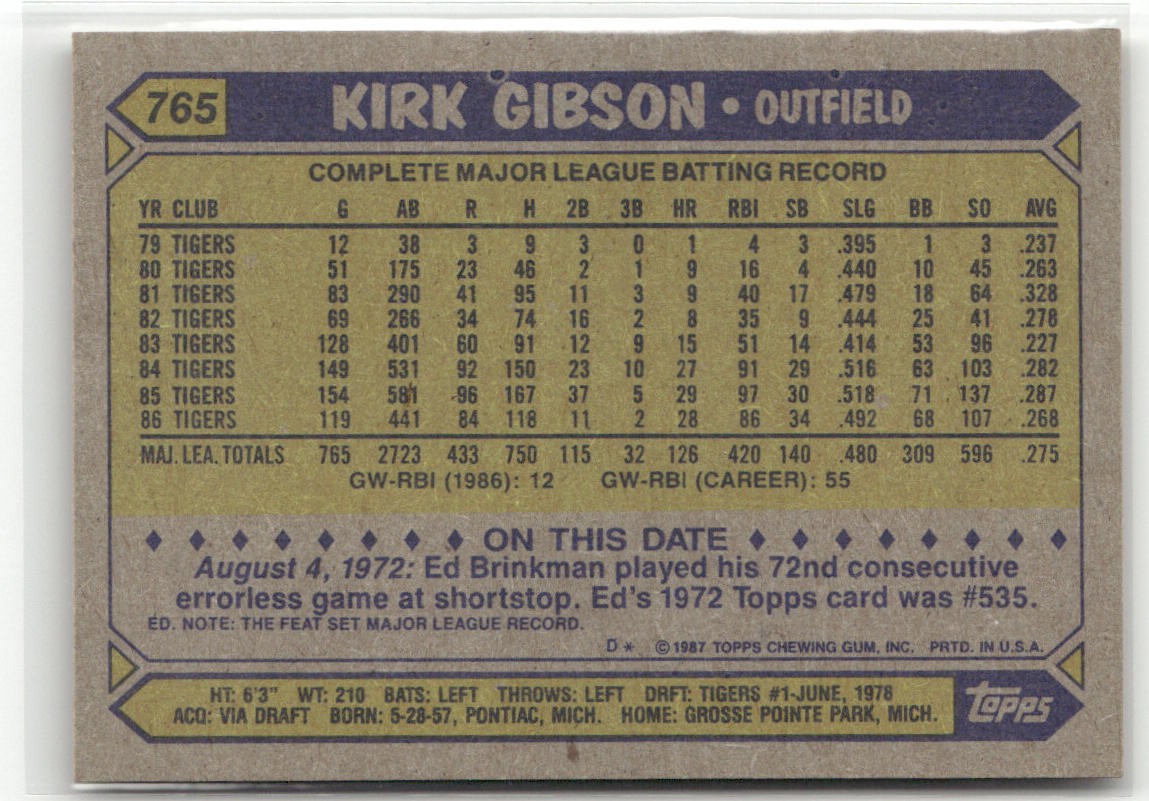 765 KIRK GIBSON • OUTFIELD
COMPLETE MAJOR LEAGUE BATTING RECORD
YR CLUB G AB R H 2B 3B HR RBI SB SLG BB SO AVG
79 TIGERS 12 38 3 9 3 0 1 4 3 .395 1 3 .237
80 TIGERS 51 175 23 46 2 1 9 16 4 .440 10 45 .263
81 TIGERS 83 290 41 95 11 3 9 40 17 .479 18 64 .328
82 TIGERS 69 266 34 74 16 2 8 35 9 .444 25 41 .278
83 TIGERS 128 401 60 91 12 9 15 51 14 .414 53 96 .227
84 TIGERS 149 531 92 150 23 10 27 91 29 .516 63 103 .282
85 TIGERS 154 581 96 167 37 5 29 97 30 .518 71 137 .287
86 TIGERS 119 441 84 118 11 2 28 86 34 .492 68 107 .268
MAJ. LEA. TOTALS 765 2723 433 750 115 32 126 420 140 .480 309 596 .275
GW-RBI (1986): 12 GW-RBI (CAREER): 55
ON THIS DATE
August 4, 1972: Ed Brinkman played his 72nd consecutive
errorless game at shortstop. Ed's 1972 Topps card was #535.
ED. NOTE: THE FEAT SET MAJOR LEAGUE RECORD.
D* © 1987 TOPPS CHEWING GUM, INC. PRTD. IN U.S.A.
HT: 6'3" WT: 210 BATS: LEFT THROWS: LEFT DRFT: TIGERS #1-JUNE, 1978
ACQ: VIA DRAFT BORN: 5-28-57, PONTIAC, MICH. HOME: GROSSE POINTE PARK, MICH.
Topps